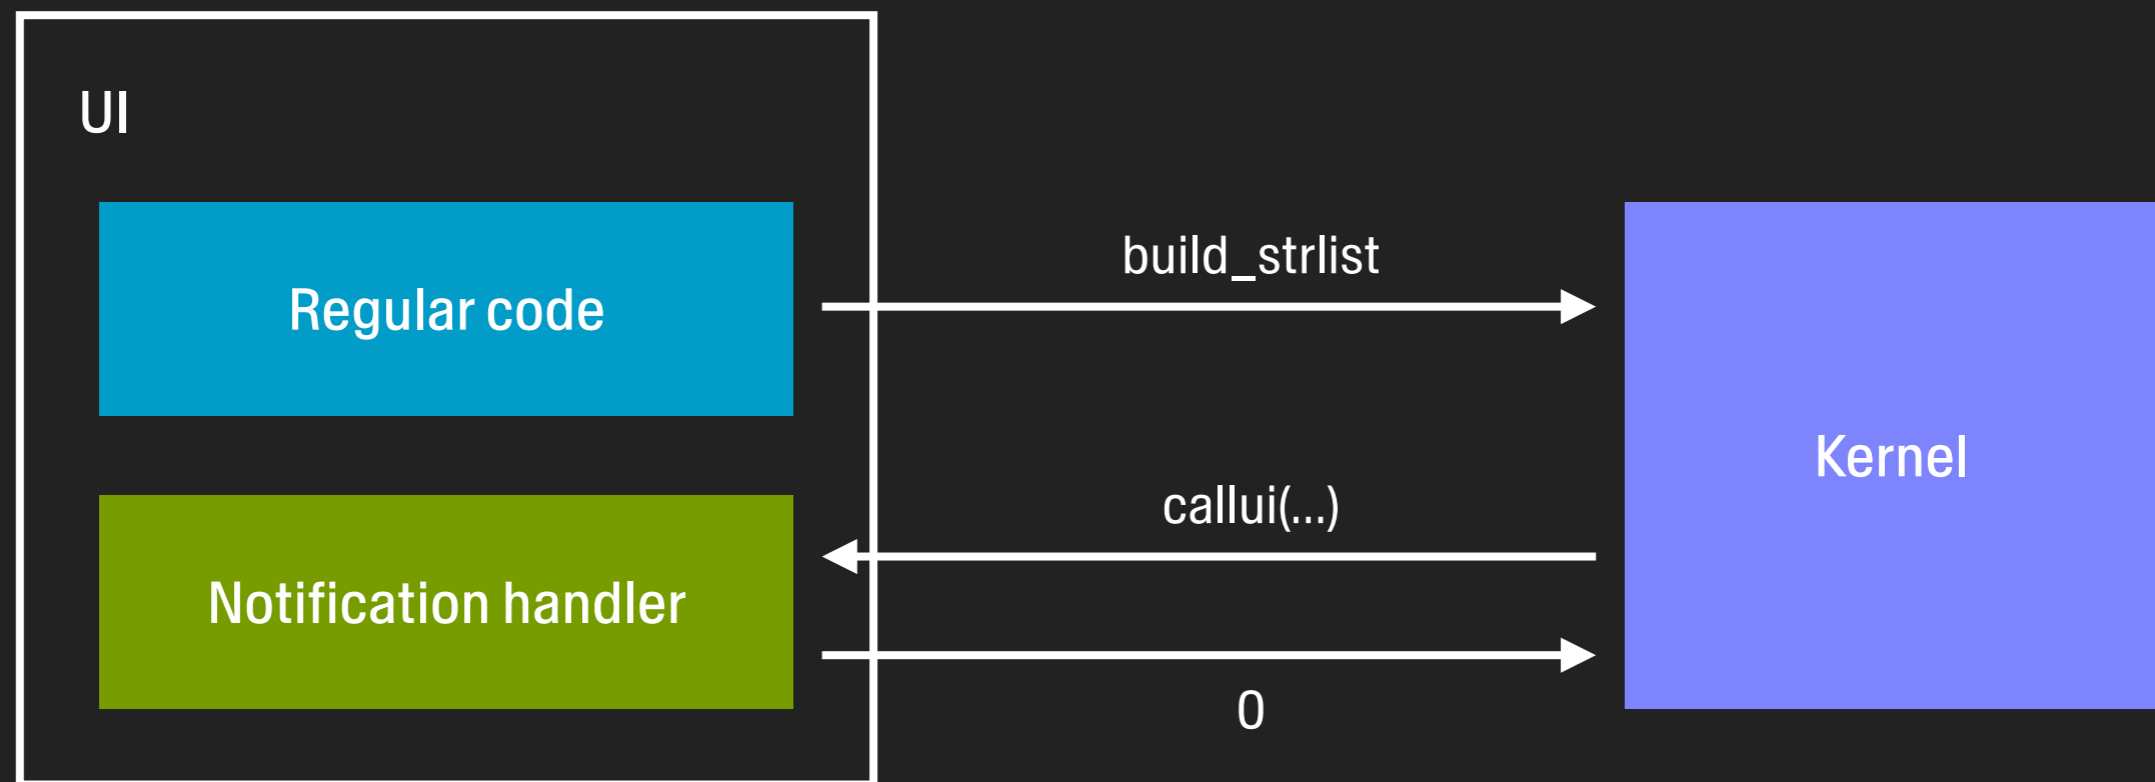 UI
Regular code
build_strlist
Kernel
callui(...)
Notification handler
0